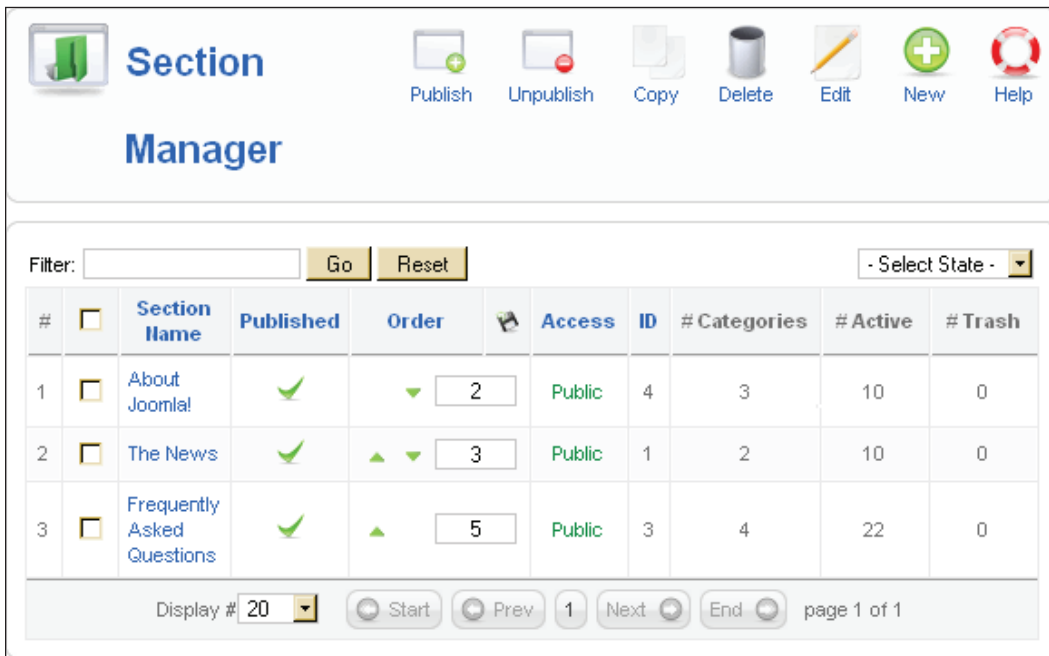 Section
Manager
Publish Unpublish Copy Delete Edit New Help
Filter: Go Reset - Select State -
# Section Name Published Order Access ID # Categories # Active # Trash
1 About Joomla! 2 Public 4 3 10 0
2 The News 3 Public 1 2 10 0
3 Frequently Asked Questions 5 Public 3 4 22 0
Display # 20 Start Prev 1 Next End page 1 of 1